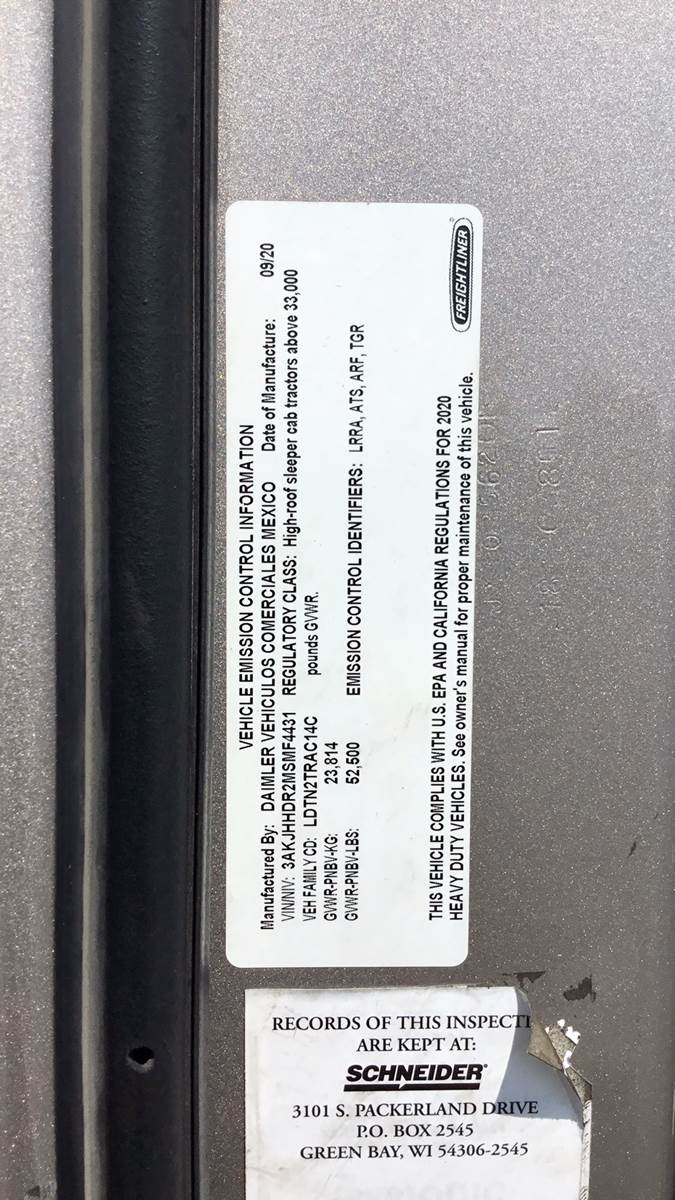 VEHICLE EMISSION CONTROL INFORMATION
Manufactured By: DAIMLER VEHICULOS COMERCIALES MEXICO Date of Manufacture: 09/20
VIN/NIV: 3AKJHHDR2MSMF4431 REGULATORY CLASS: High-roof sleeper cab tractors above 33,000
VEH FAMILY CD: LDTN2TRAC14C pounds GVWR.
GVWR-PNBV-KG: 23,814
GVWR-PNBV-LBS: 52,500 EMISSION CONTROL IDENTIFIERS: LRRA, ATS, ARF, TGR
THIS VEHICLE COMPLIES WITH U.S. EPA AND CALIFORNIA REGULATIONS FOR 2020
HEAVY DUTY VEHICLES. See owner's manual for proper maintenance of this vehicle.
FREIGHTLINER
RECORDS OF THIS INSPECTI
ARE KEPT AT:
SCHNEIDER
3101 S. PACKERLAND DRIVE
P.O. BOX 2545
GREEN BAY, WI 54306-2545